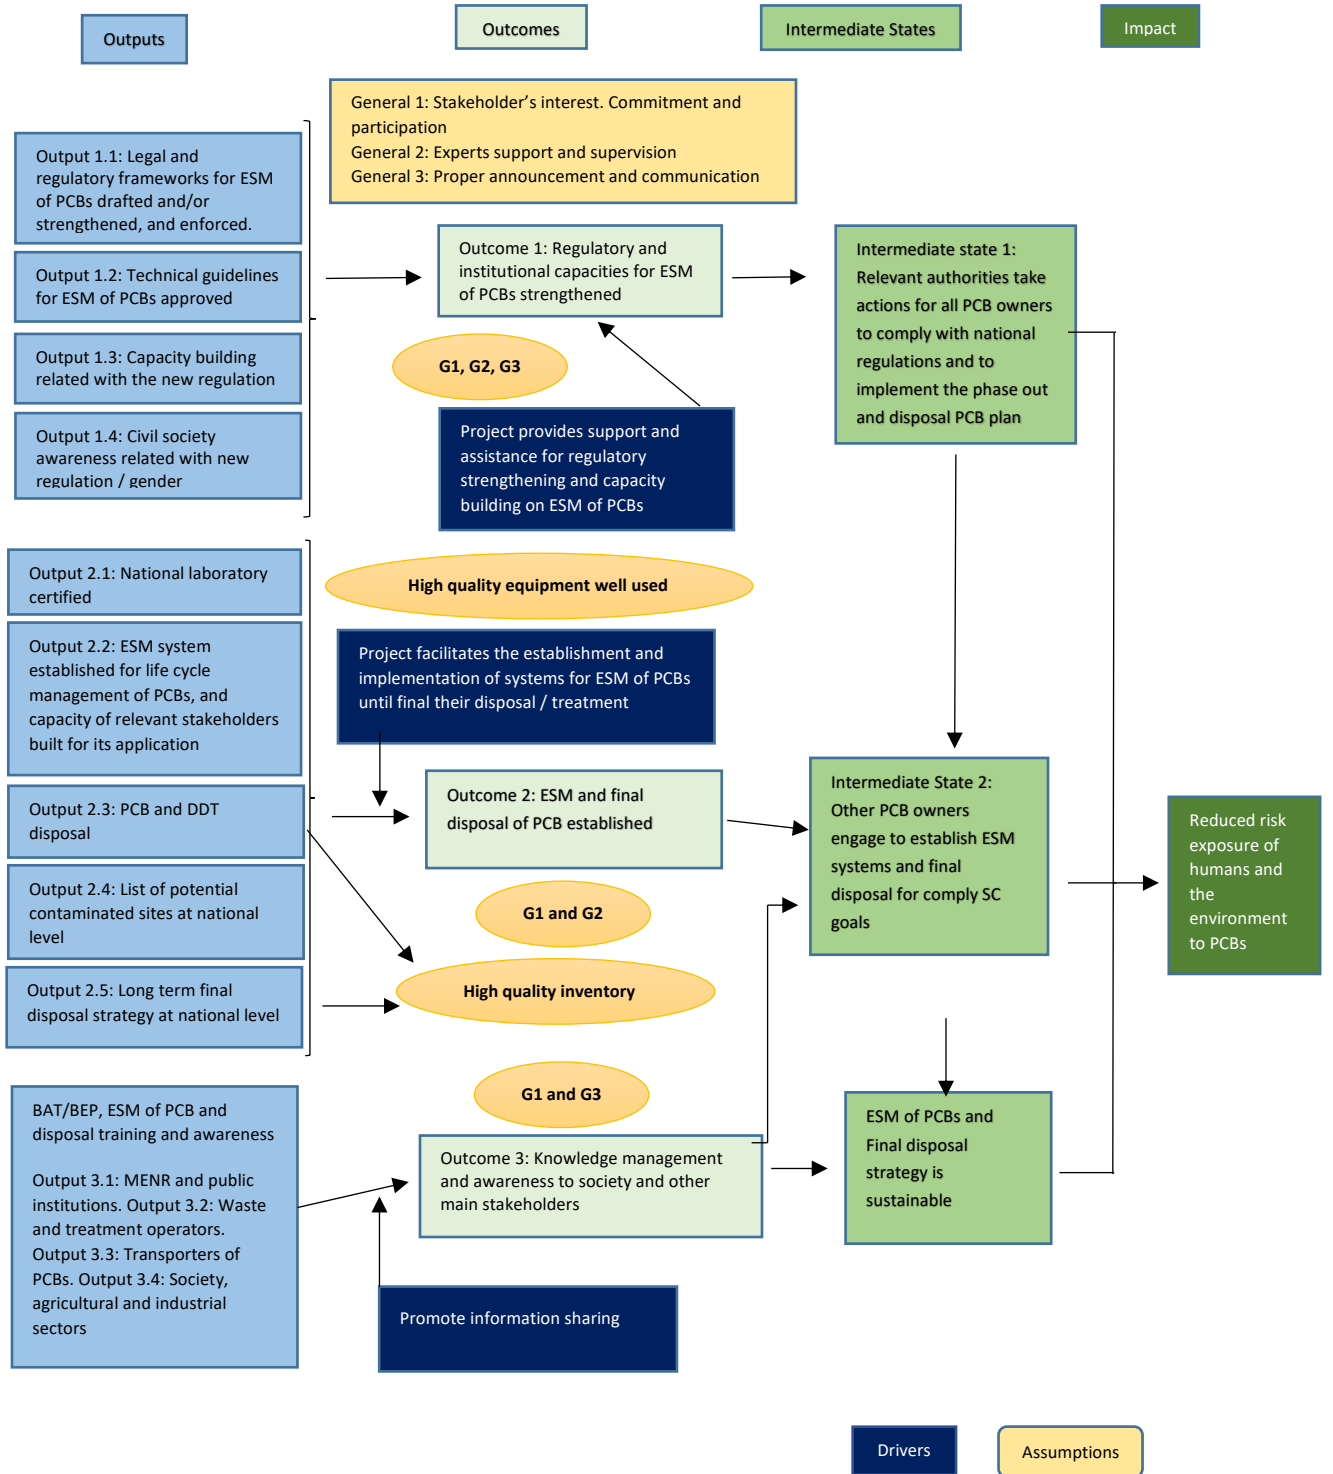 Outputs
Outcomes
Intermediate States
Impact
General 1: Stakeholder's interest. Commitment and
participation
General 2: Experts support and supervision
General 3: Proper announcement and communication
Output 1.1: Legal and
regulatory frameworks for ESM
of PCBs drafted and/or
strengthened, and enforced.
Output 1.2: Technical guidelines
for ESM of PCBs approved
Output 1.3: Capacity building
related with the new regulation
Output 1.4: Civil society
awareness related with new
regulation / gender
Outcome 1: Regulatory and
institutional capacities for ESM
of PCBs strengthened
G1, G2, G3
Project provides support and
assistance for regulatory
strengthening and capacity
building on ESM of PCBs
Intermediate state 1:
Relevant authorities take
actions for all PCB owners
to comply with national
regulations and to
implement the phase out
and disposal PCB plan
Output 2.1: National laboratory
certified
Output 2.2: ESM system
established for life cycle
management of PCBs, and
capacity of relevant stakeholders
built for its application
Output 2.3: PCB and DDT
disposal
Output 2.4: List of potential
contaminated sites at national
level
Output 2.5: Long term final
disposal strategy at national level
High quality equipment well used
Project facilitates the establishment and
implementation of systems for ESM of PCBs
until final their disposal / treatment
Outcome 2: ESM and final
disposal of PCB established
G1 and G2
High quality inventory
Intermediate State 2:
Other PCB owners
engage to establish ESM
systems and final
disposal for comply SC
goals
Reduced risk
exposure of
humans and
the
environment
to PCBs
G1 and G3
BAT/BEP, ESM of PCB and
disposal training and awareness
Output 3.1: MENR and public
institutions. Output 3.2: Waste
and treatment operators.
Output 3.3: Transporters of
PCBs. Output 3.4: Society,
agricultural and industrial
sectors
Outcome 3: Knowledge management
and awareness to society and other
main stakeholders
ESM of PCBs and
Final disposal
strategy is
sustainable
Promote information sharing
Drivers
Assumptions